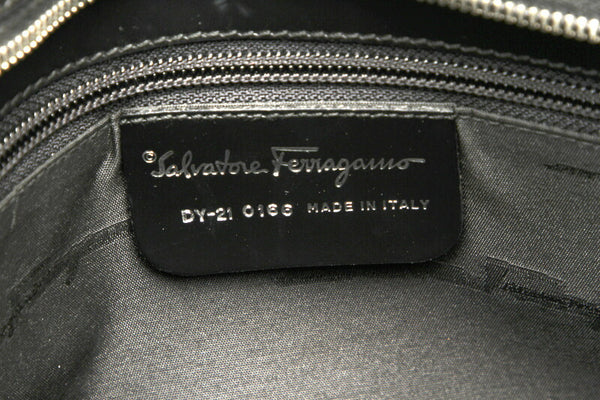 ©Salvatore Ferragamo
DY-21 0166 MADE IN ITALY